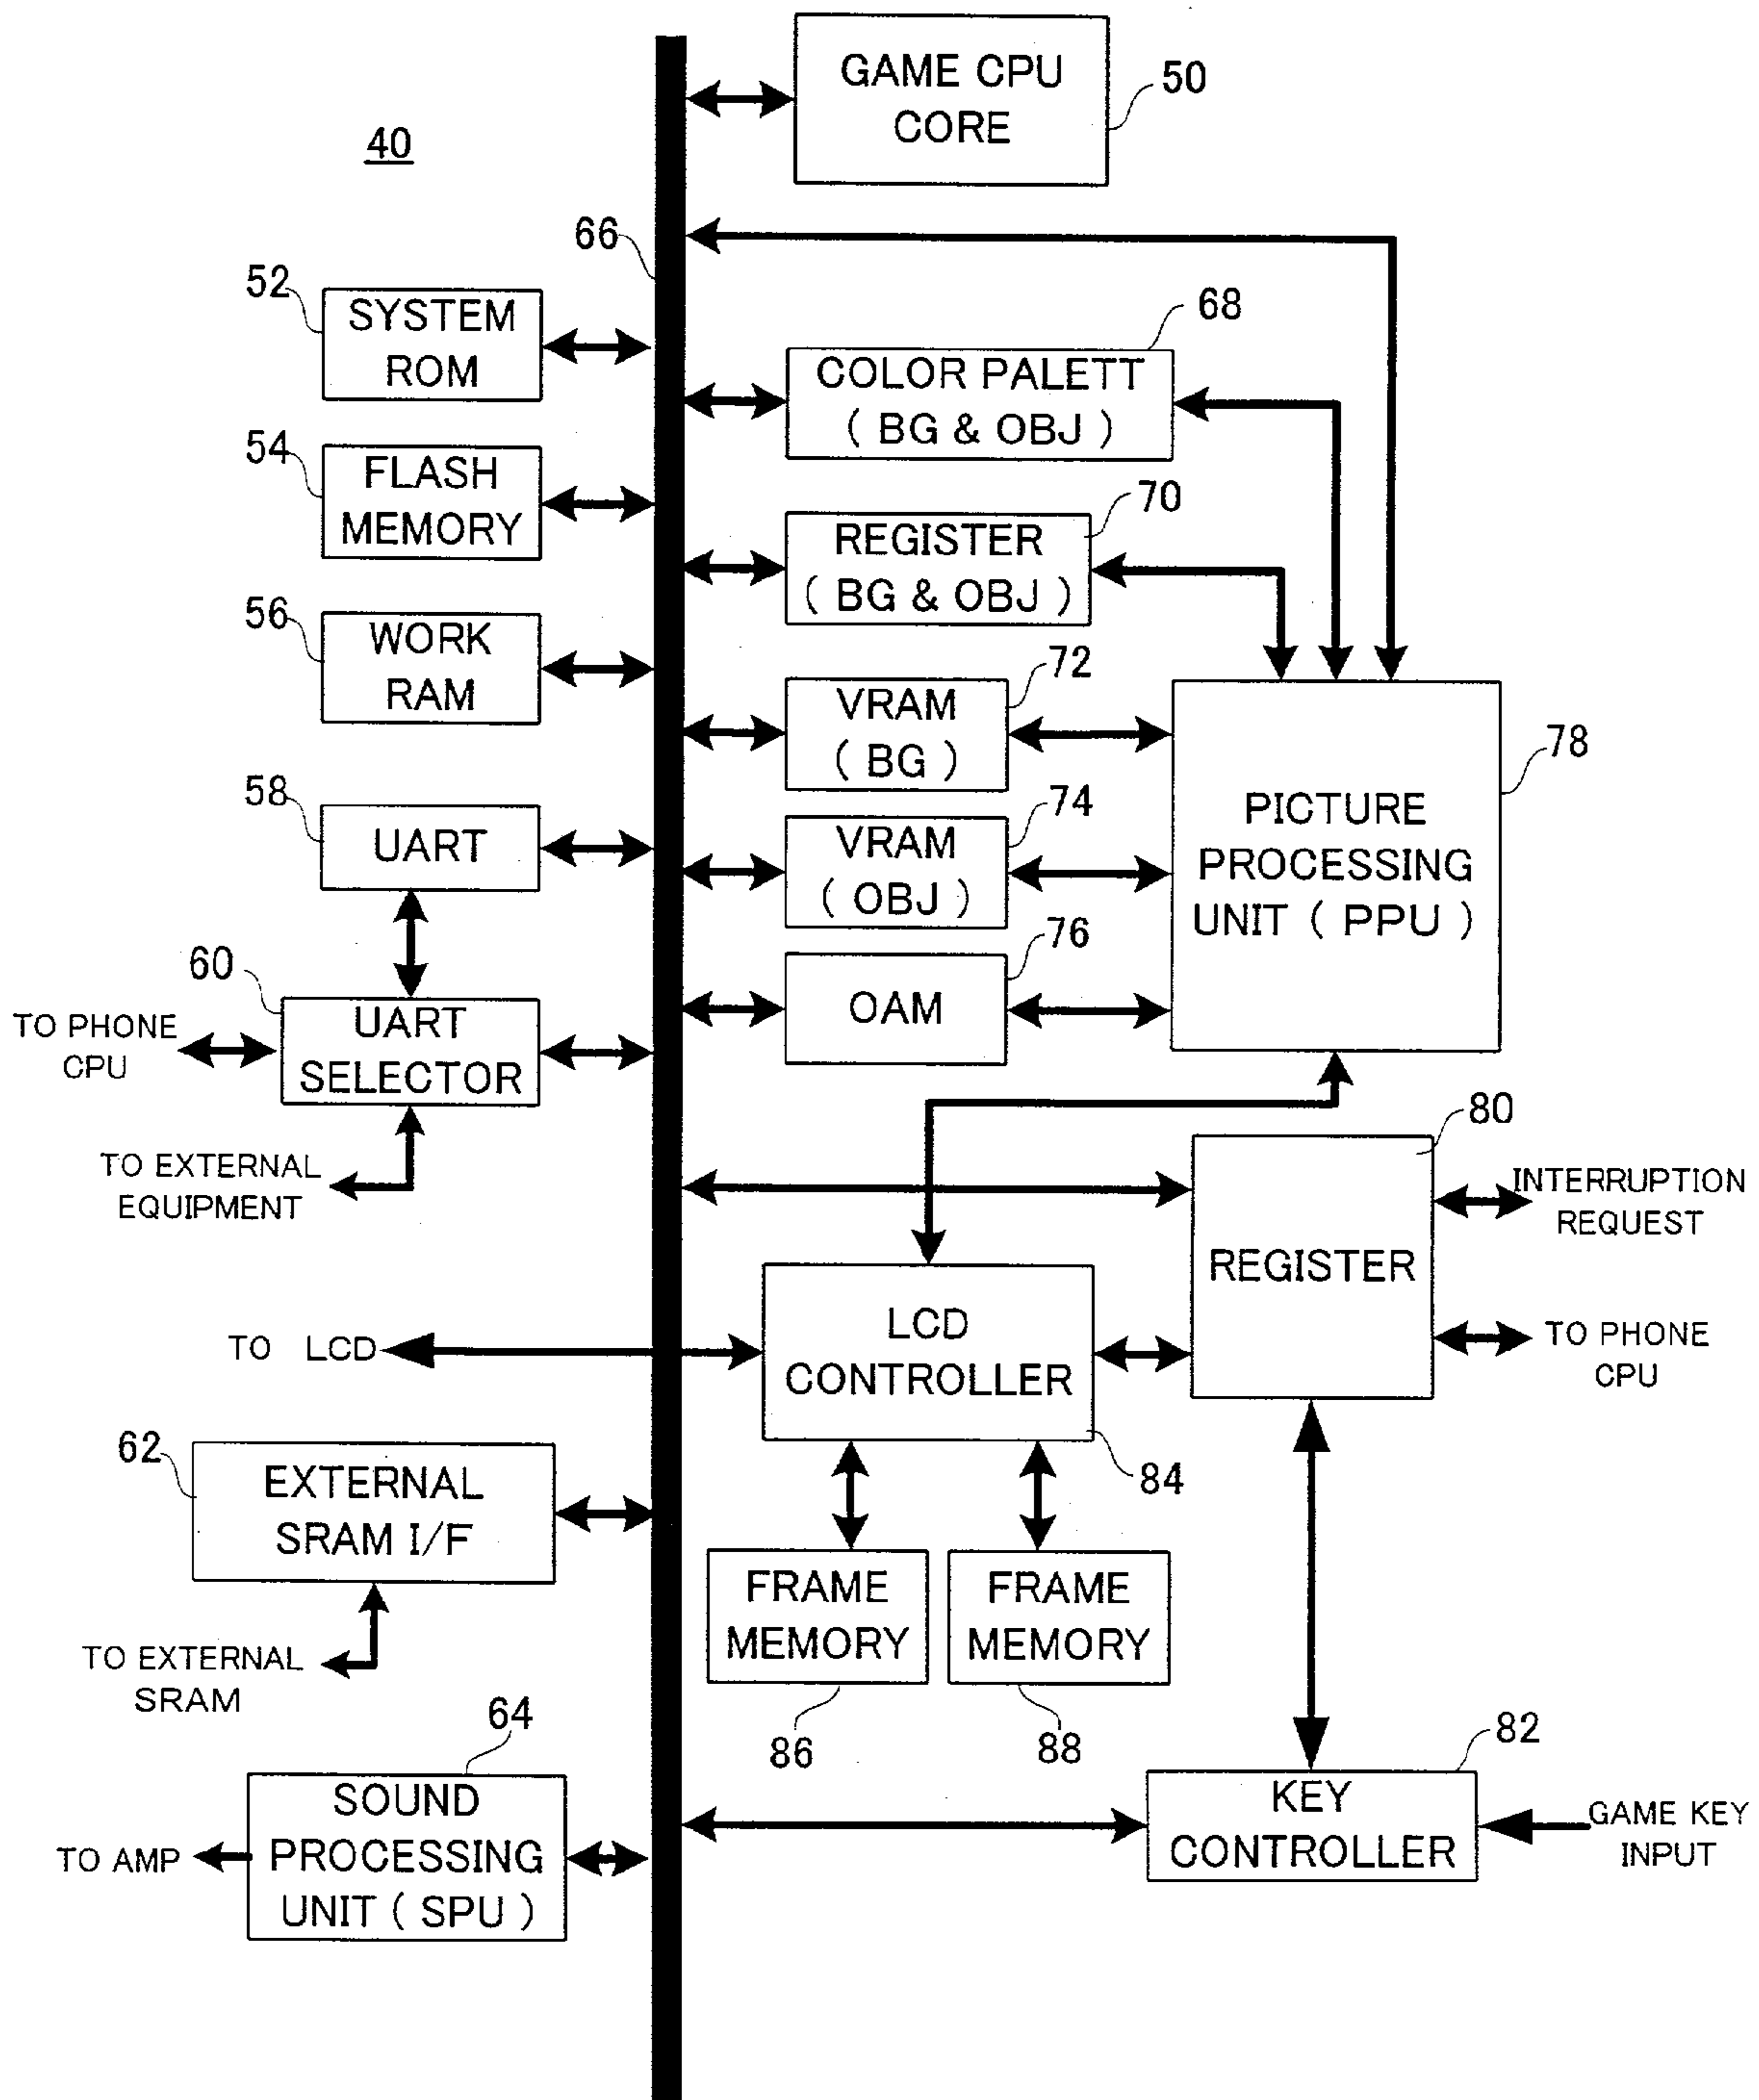 GAME CPU
CORE
50
40
66
52
SYSTEM
ROM
68
COLOR PALETT
( BG & OBJ )
54
FLASH
MEMORY
70
REGISTER
( BG & OBJ )
56
WORK
RAM
72
VRAM
( BG )
78
PICTURE
PROCESSING
UNIT ( PPU )
58
UART
74
VRAM
( OBJ )
76
OAM
60
UART
SELECTOR
TO PHONE
CPU
TO EXTERNAL
EQUIPMENT
80
REGISTER
INTERRUPTION
REQUEST
TO PHONE
CPU
LCD
CONTROLLER
84
TO LCD
62
EXTERNAL
SRAM I/F
TO EXTERNAL
SRAM
FRAME
MEMORY
86
FRAME
MEMORY
88
64
SOUND
PROCESSING
UNIT ( SPU )
TO AMP
82
KEY
CONTROLLER
GAME KEY
INPUT